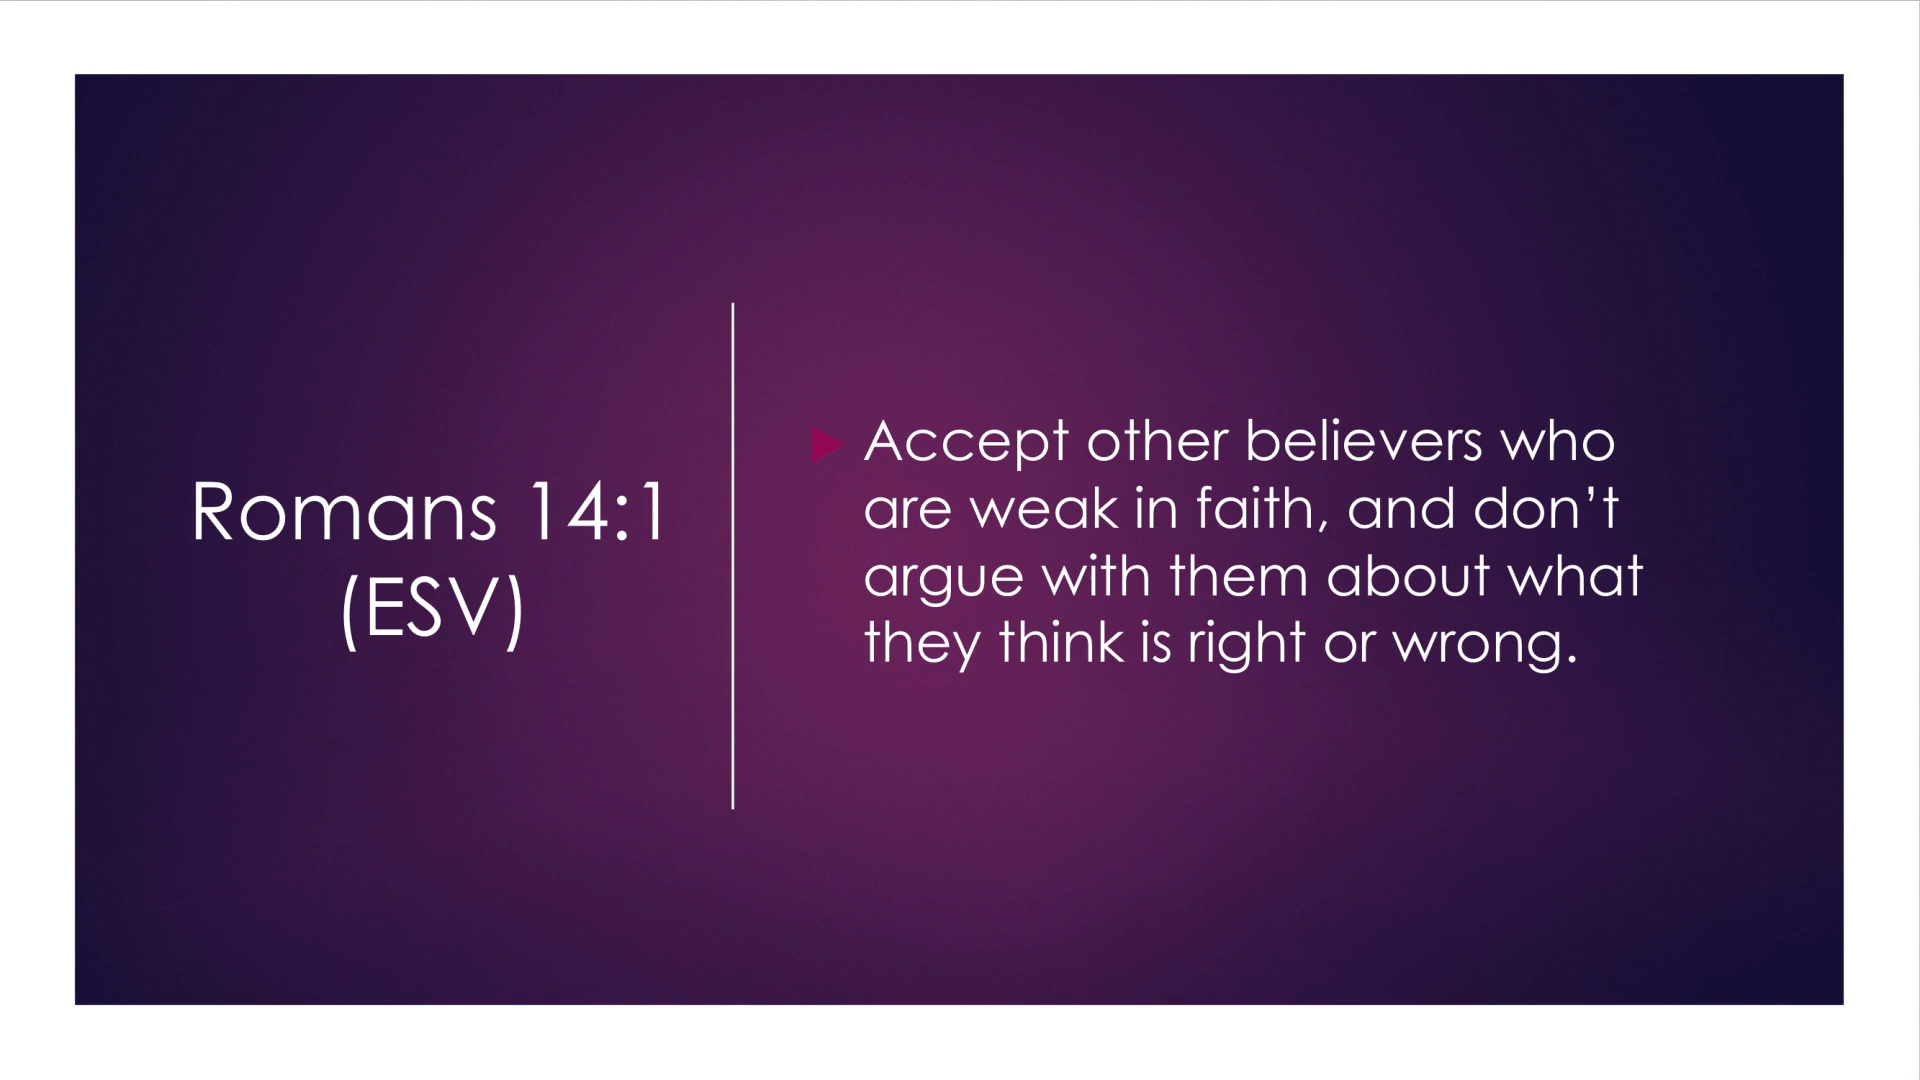 Romans 14:1
(ESV)
Accept other believers who
are weak in faith, and don’t
argue with them about what
they think is right or wrong.